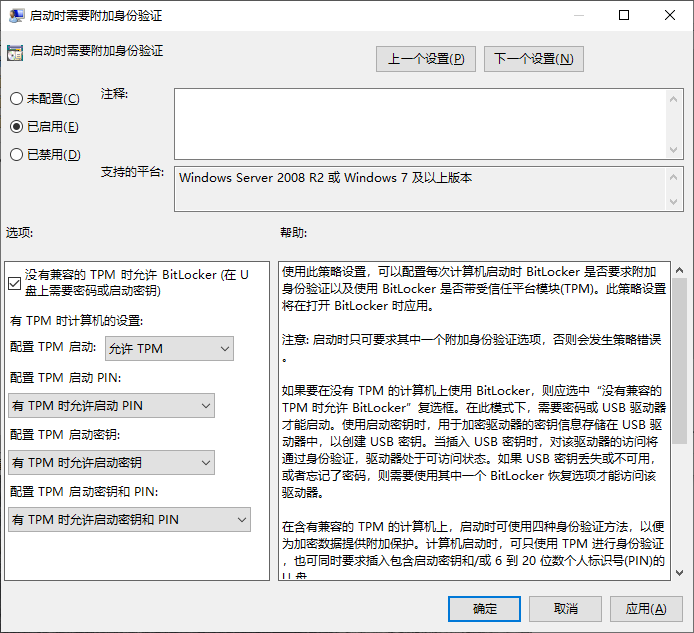 启动时需要附加身份验证
启动时需要附加身份验证
上一个设置(P)
下一个设置(N)
未配置(C)
注释:
已启用(E)
已禁用(D)
支持的平台:
Windows Server 2008 R2 或 Windows 7 及以上版本
选项:
帮助:
没有兼容的 TPM 时允许 BitLocker (在 U
盘上需要密码或启动密钥)
有 TPM 时计算机的设置:
配置 TPM 启动:
允许 TPM
配置 TPM 启动 PIN:
有 TPM 时允许启动 PIN
配置 TPM 启动密钥:
有 TPM 时允许启动密钥
配置 TPM 启动密钥和 PIN:
有 TPM 时允许启动密钥和 PIN
使用此策略设置，可以配置每次计算机启动时 BitLocker 是否要求附加
身份验证以及使用 BitLocker 是否带受信任平台模块(TPM)。此策略设置
将在打开 BitLocker 时应用。
注意: 启动时只可要求其中一个附加身份验证选项，否则会发生策略错误
。
如果要在没有 TPM 的计算机上使用 BitLocker，则应选中“没有兼容的
TPM 时允许 BitLocker”复选框。在此模式下，需要密码或 USB 驱动器
才能启动。使用启动密钥时，用于加密驱动器的密钥信息存储在 USB 驱
动器中，以创建 USB 密钥。当插入 USB 密钥时，对该驱动器的访问将
通过身份验证，驱动器处于可访问状态。如果 USB 密钥丢失或不可用，
或者忘记了密码，则需要使用其中一个 BitLocker 恢复选项才能访问该
驱动器。
在含有兼容的 TPM 的计算机上，启动时可使用四种身份验证方法，以便
为加密数据提供附加保护。计算机启动时，可只使用 TPM 进行身份验证
，也可同时要求插入包含启动密钥和/或 6 到 20 位数个人标识号(PIN)的
U 盘
确定
取消
应用(A)